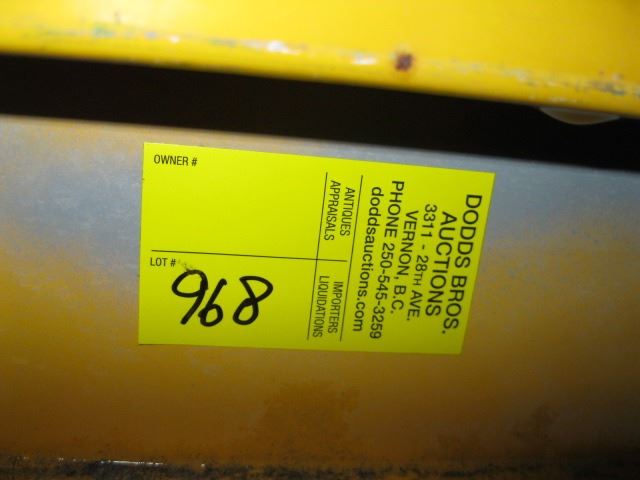 DODDS BROS.
AUCTIONS
3311 - 28TH AVE.
VERNON, B.C.
PHONE 250-545-3259
doddsauctions.com
ANTIQUES
APPRAISALS
IMPORTERS
LIQUIDATIONS
OWNER #
LOT #
968